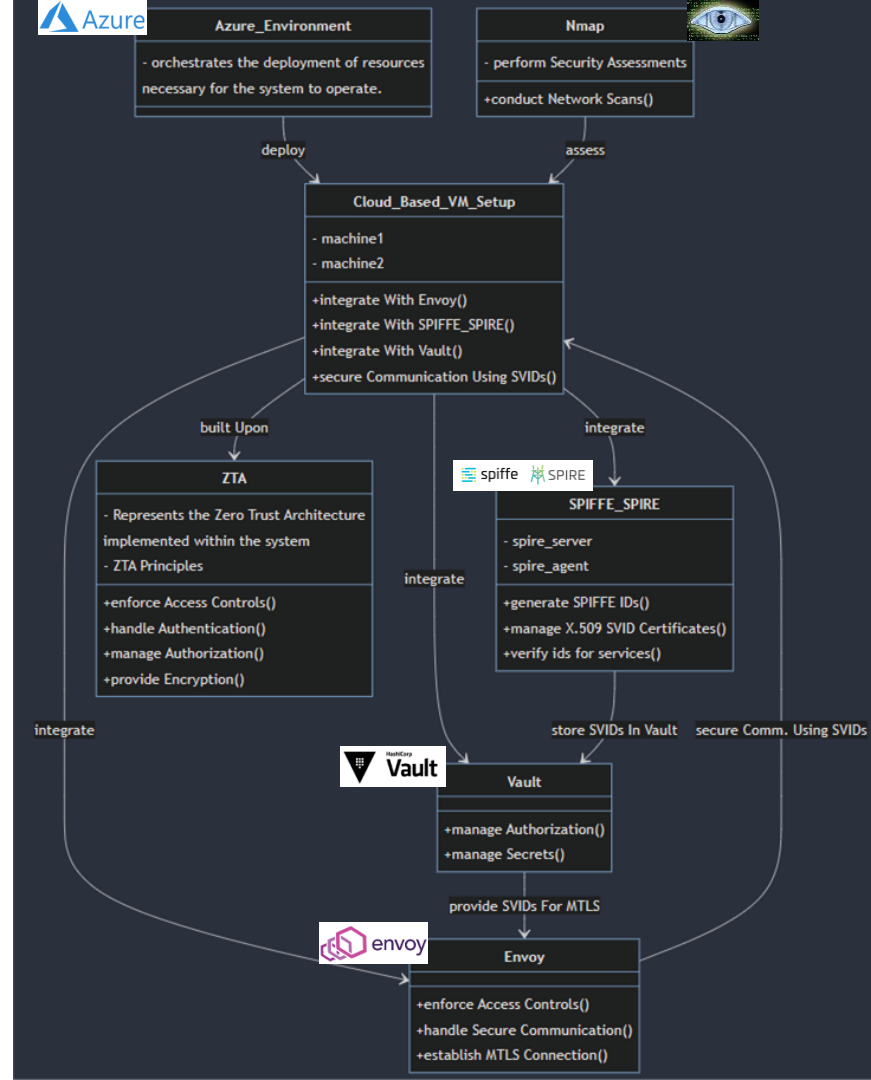 Azure
Azure_Environment
- orchestrates the deployment of resources
necessary for the system to operate.
Nmap
- perform Security Assessments
+conduct Network Scans()
deploy
assess
Cloud_Based_VM_Setup
- machine1
- machine2
+integrate With Envoy()
+integrate With SPIFFE_SPIRE()
+integrate With Vault()
+secure Communication Using SVIDs()
built Upon
integrate
ZTA
- Represents the Zero Trust Architecture
implemented within the system
- ZTA Principles
+enforce Access Controls()
+handle Authentication()
+manage Authorization()
+provide Encryption()
spiffe SPIRE
SPIFFE_SPIRE
- spire_server
- spire_agent
+generate SPIFFE IDs()
+manage X.509 SVID Certificates()
+verify ids for services()
integrate
integrate
store SVIDs In Vault
secure Comm. Using SVIDs
HashiCorp
Vault
Vault
+manage Authorization()
+manage Secrets()
provide SVIDs For MTLS
envoy
Envoy
+enforce Access Controls()
+handle Secure Communication()
+establish MTLS Connection()